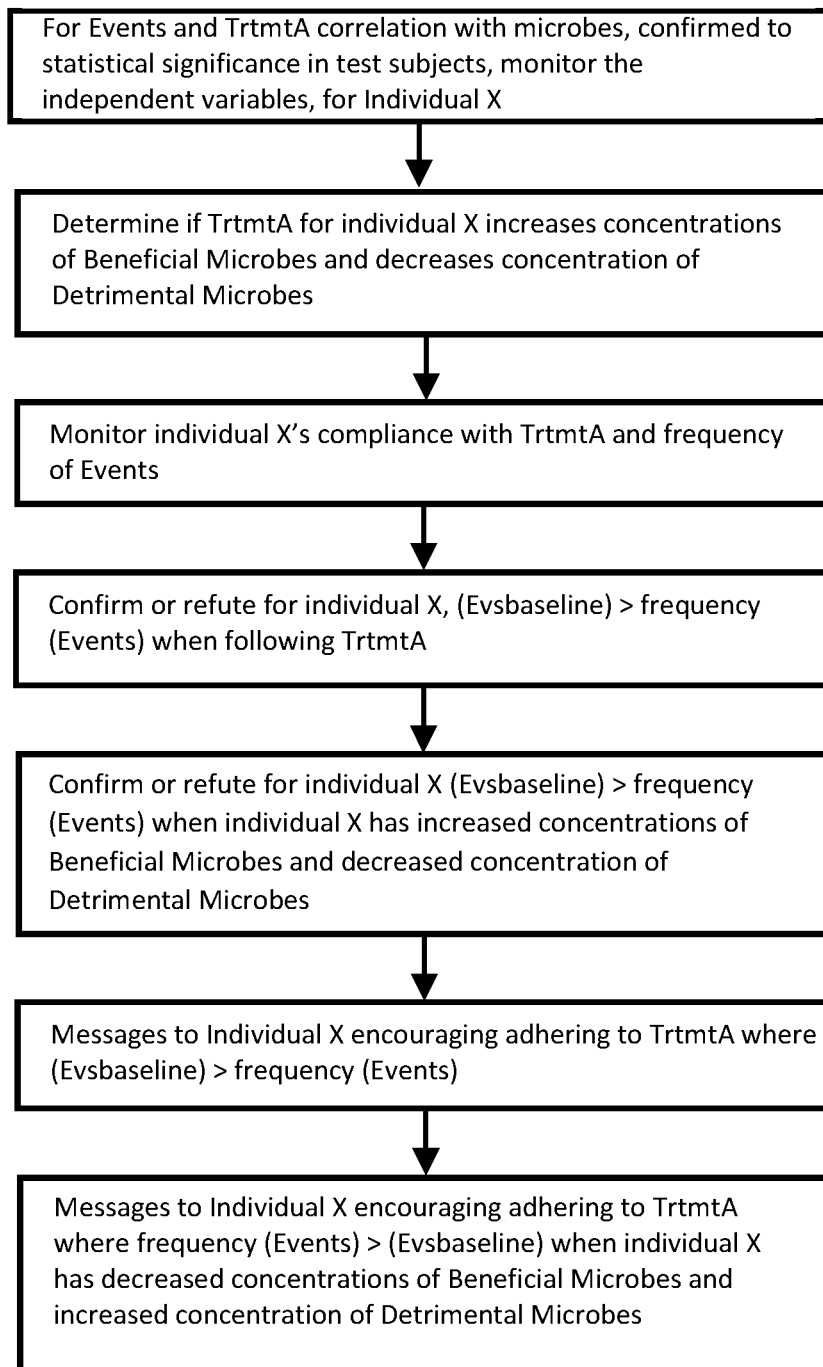 For Events and TrtmtA correlation with microbes, confirmed to
statistical significance in test subjects, monitor the
independent variables, for Individual X
Determine if TrtmtA for individual X increases concentrations
of Beneficial Microbes and decreases concentration of
Detrimental Microbes
Monitor individual X’s compliance with TrtmtA and frequency
of Events
Confirm or refute for individual X, (Evsbaseline) > frequency
(Events) when following TrtmtA
Confirm or refute for individual X (Evsbaseline) > frequency
(Events) when individual X has increased concentrations of
Beneficial Microbes and decreased concentration of
Detrimental Microbes
Messages to Individual X encouraging adhering to TrtmtA where
(Evsbaseline) > frequency (Events)
Messages to Individual X encouraging adhering to TrtmtA
where frequency (Events) > (Evsbaseline) when individual X
has decreased concentrations of Beneficial Microbes and
increased concentration of Detrimental Microbes